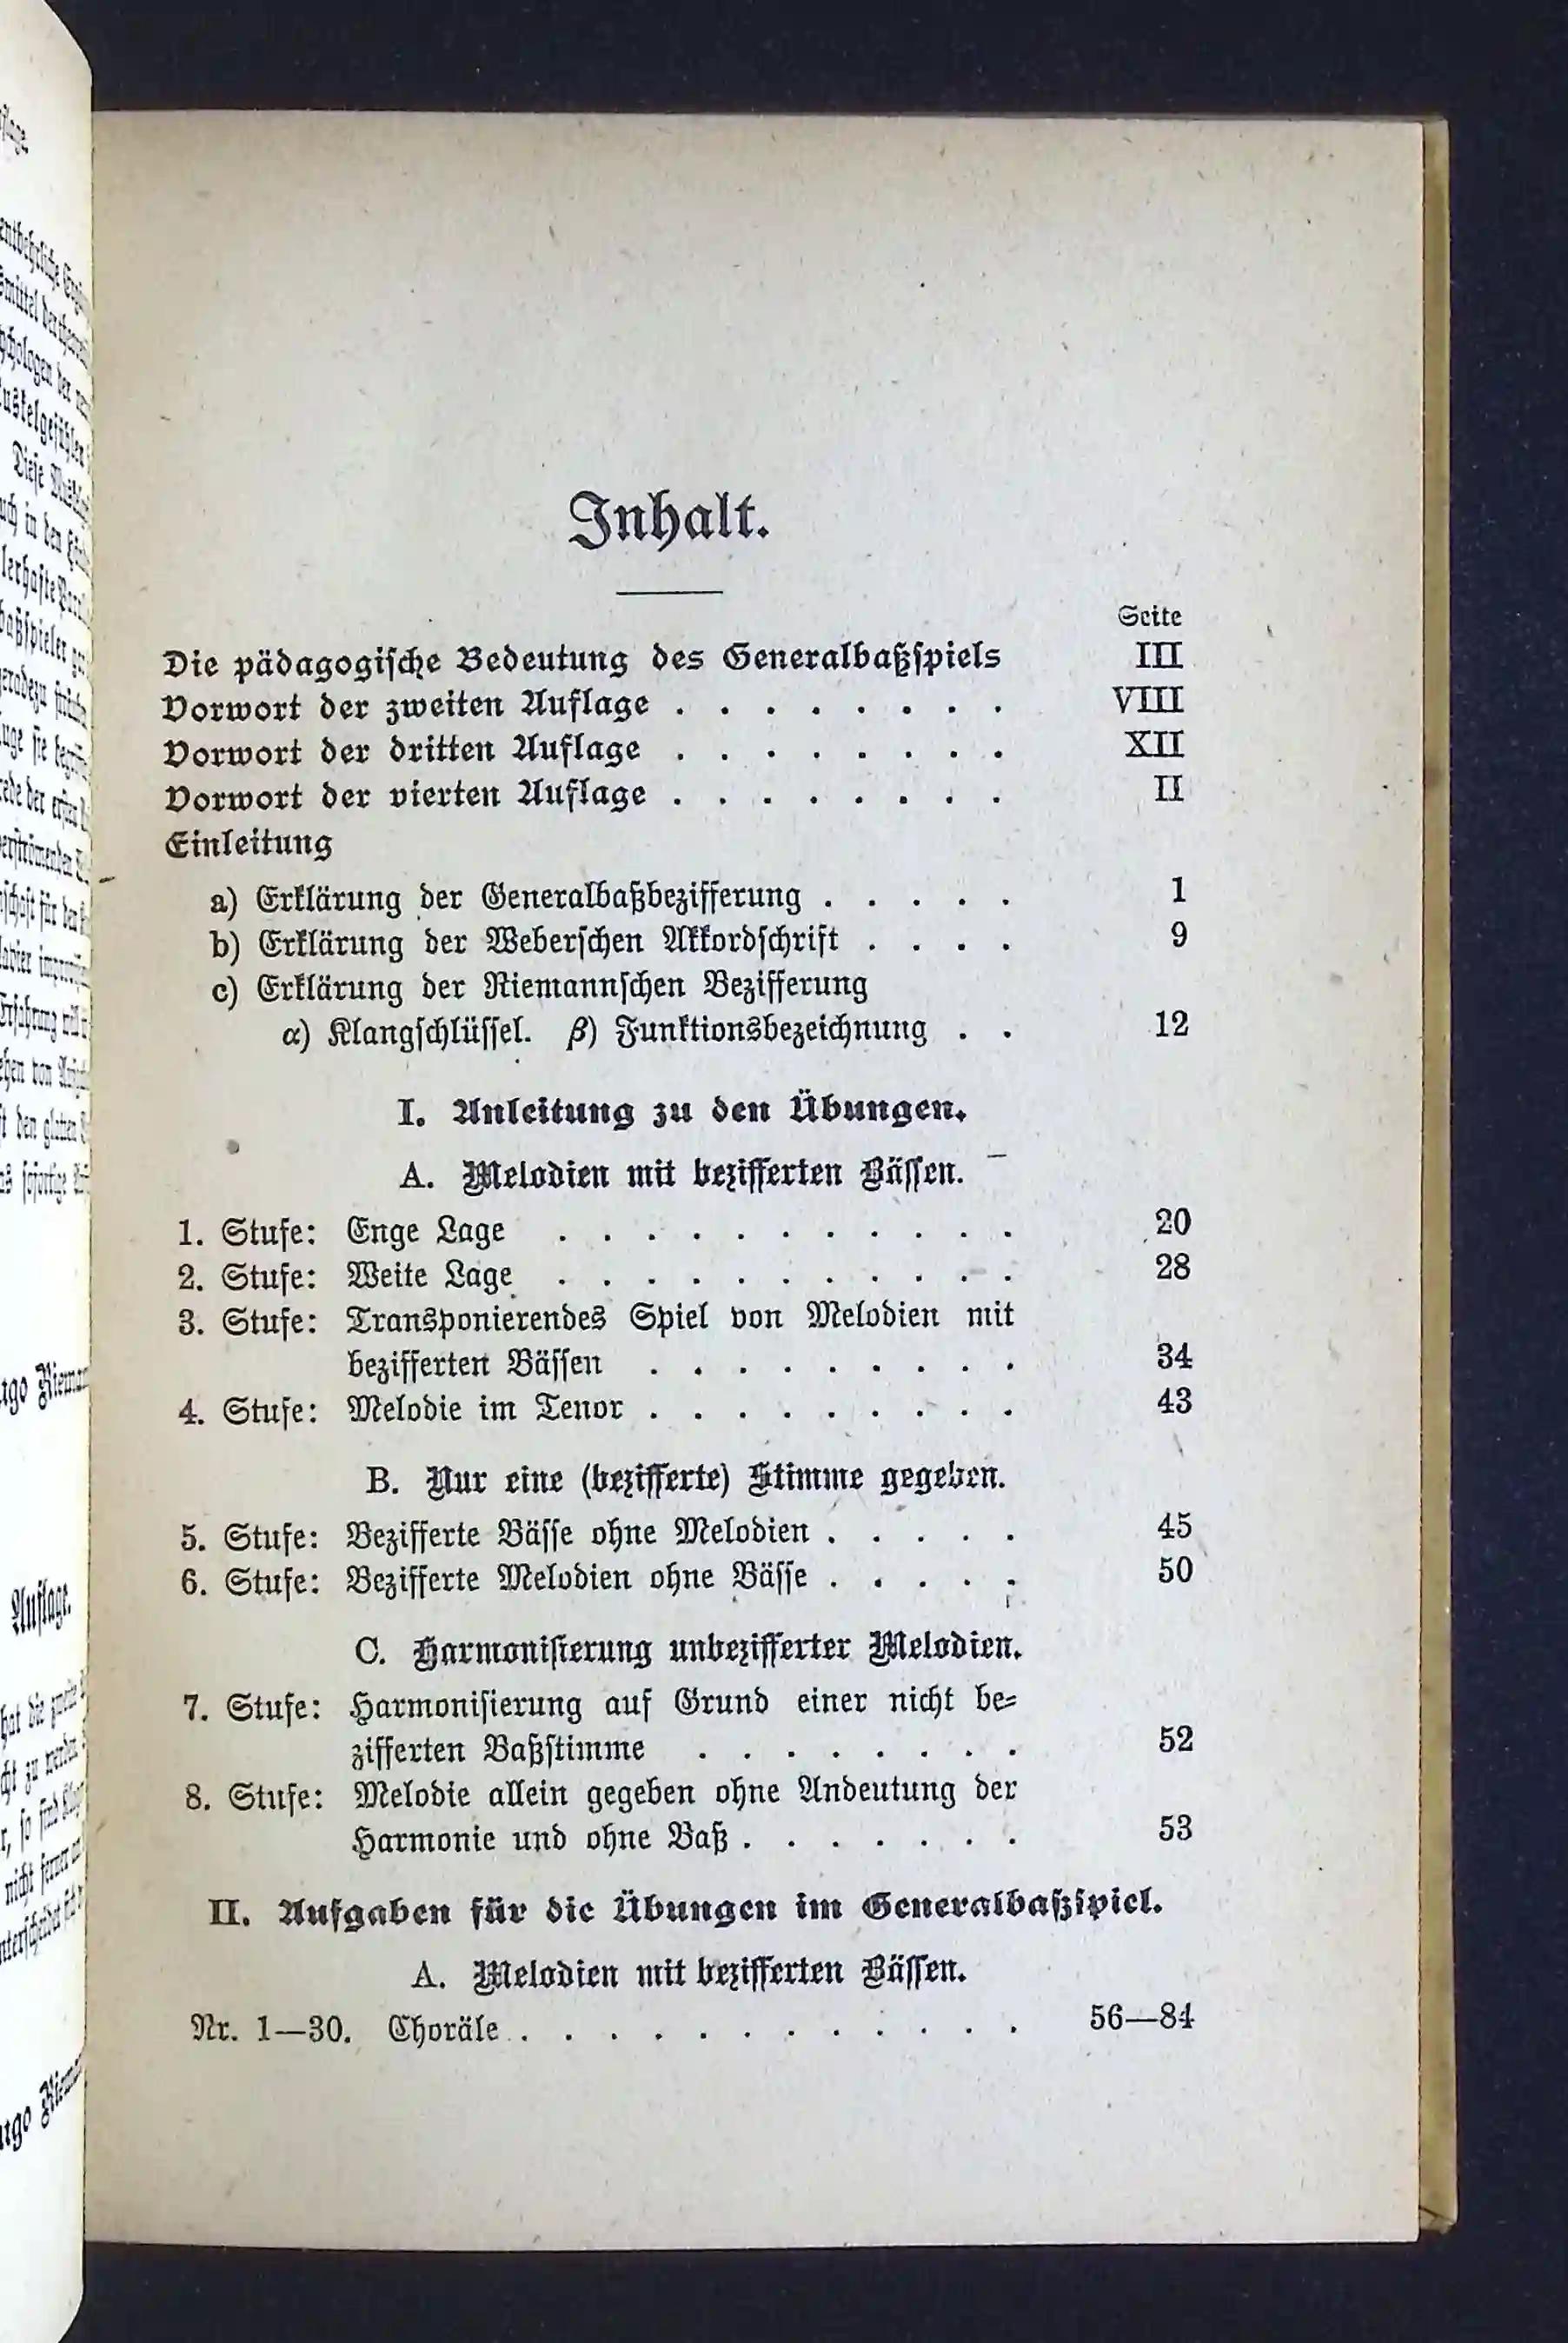 Inhalt.
Seite
Die pädagogische Bedeutung des Generalbaßspiels III
Vorwort der zweiten Auflage . . . . . . . . VIII
Vorwort der dritten Auflage . . . . . . . . XII
Vorwort der vierten Auflage . . . . . . . . II
Einleitung
a) Erklärung der Generalbaßbezifferung . . . . . 1
b) Erklärung der Weberschen Akkordschrift . . . . 9
c) Erklärung der Riemannschen Bezifferung
α) Klangschlüssel. β) Funktionsbezeichnung . . 12
I. Anleitung zu den Übungen.
A. Melodien mit bezifferten Bässen.
1. Stufe: Enge Lage . . . . . . . . . . . 20
2. Stufe: Weite Lage . . . . . . . . . . . 28
3. Stufe: Transponierendes Spiel von Melodien mit
bezifferten Bässen . . . . . . . . . 34
4. Stufe: Melodie im Tenor . . . . . . . . . 43
B. Nur eine (bezifferte) Stimme gegeben.
5. Stufe: Bezifferte Bässe ohne Melodien . . . . . 45
6. Stufe: Bezifferte Melodien ohne Bässe . . . . . 50
C. Harmonisierung unbezifferter Melodien.
7. Stufe: Harmonisierung auf Grund einer nicht be-
zifferten Baßstimme . . . . . . . . 52
8. Stufe: Melodie allein gegeben ohne Andeutung der
Harmonie und ohne Baß . . . . . . . 53
II. Aufgaben für die Übungen im Generalbaßspiel.
A. Melodien mit bezifferten Bässen.
Nr. 1—30. Choräle . . . . . . . . . . . . 56—84